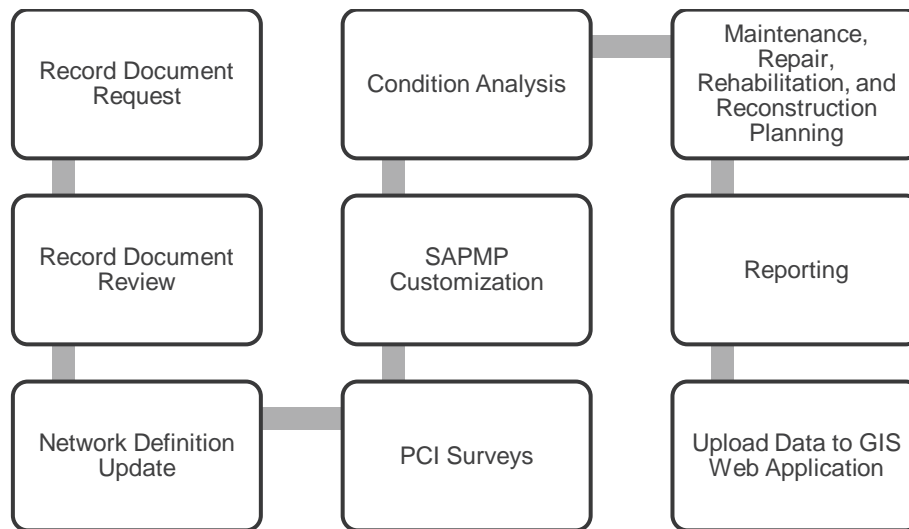 Record Document
Request
Record Document
Review
Network Definition
Update
PCI Surveys
SAPMP
Customization
Condition Analysis
Maintenance,
Repair,
Rehabilitation, and
Reconstruction
Planning
Reporting
Upload Data to GIS
Web Application